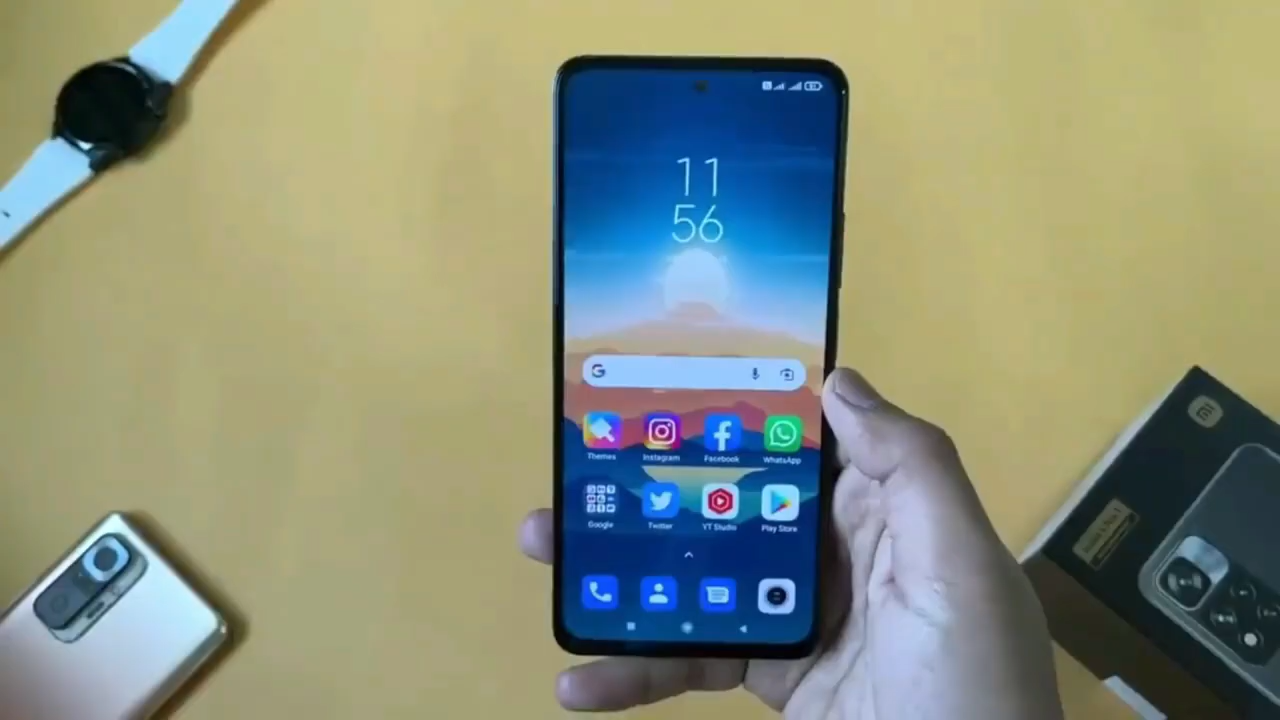 11
56
Themes
Instagram
Facebook
WhatsApp
Google
Twitter
YT Studio
Play Store